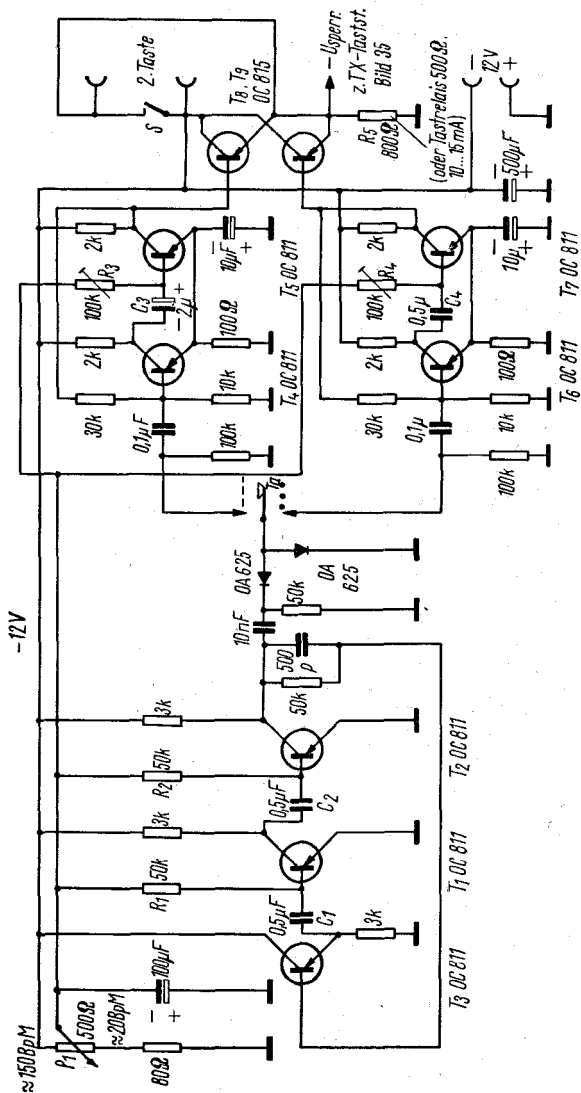 ≈150BpM
P1
500Ω
≈20BpM
80Ω
100µF
−
+
-12V
R1
50k
3k
R2
50k
3k
0,5µF
C1
0,5µF
C2
3k
T3 OC 811
T1 OC 811
T2 OC 811
50k
500
p
10nF
50k
OA625
OA
625
Ta
100k
0,1µF
30k
10k
2k
100Ω
C3
−2µ +
100k
R3
2k
−
10µF
+
T4 OC 811
T5 OC 811
100k
0,1µ
30k
10k
2k
100Ω
0,5µ
C4
100k
R4
2k
−
10µ
+
T6 OC 811
T7 OC 811
−
500µF
+
2.Taste
S
T8, T9
OC 815
−Usperr.
z.TX-Tastst.
Bild 35
R5
800Ω
(oder Tastrelais 500Ω
10...15mA)
−
12V
+